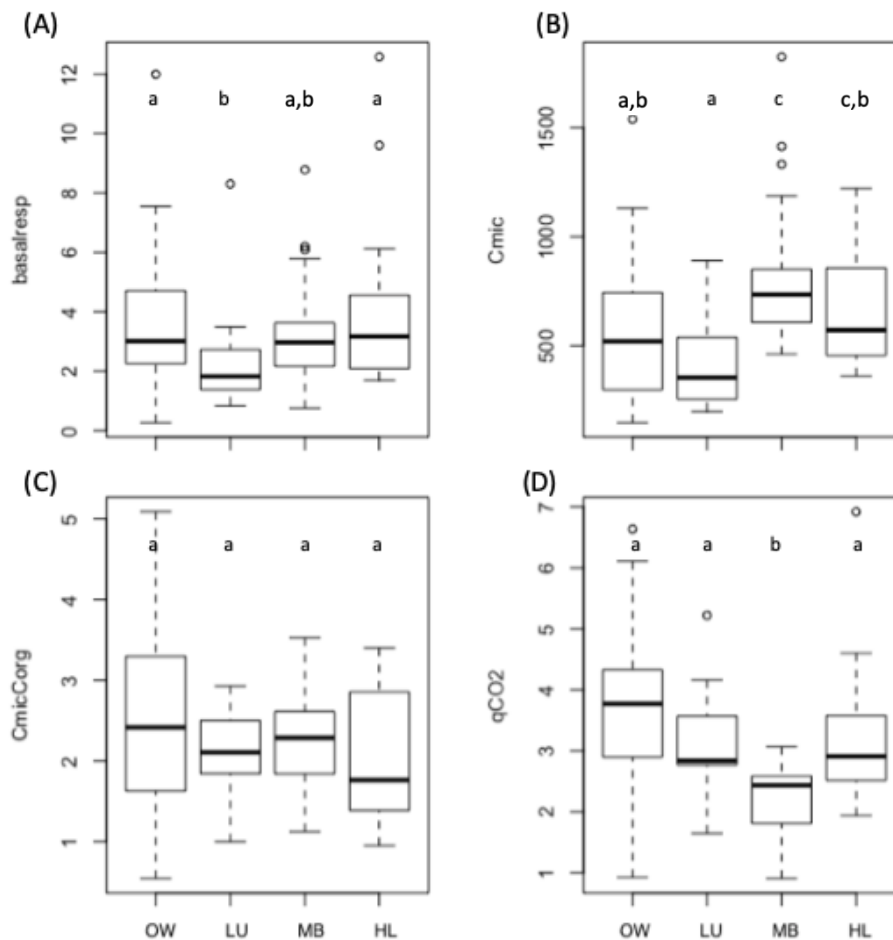 (A)
basalresp
12
10
8
6
4
2
0
a b a,b a
(B)
Cmic
1500
1000
500
a,b a c c,b
(C)
CmicCorg
5
4
3
2
1
a a a a
OW LU MB HL
(D)
qCO2
7
6
5
4
3
2
1
a a b a
OW LU MB HL